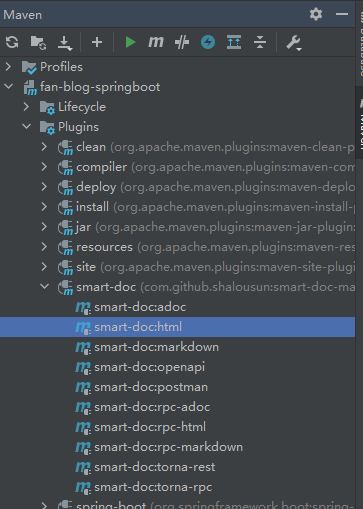 Maven
Profiles
fan-blog-springboot
Lifecycle
Plugins
clean (org.apache.maven.plugins:maven-clean-p
compiler (org.apache.maven.plugins:maven-com
deploy (org.apache.maven.plugins:maven-deploy
install (org.apache.maven.plugins:maven-install-p
jar (org.apache.maven.plugins:maven-jar-plugin:
resources (org.apache.maven.plugins:maven-res
site (org.apache.maven.plugins:maven-site-plugi
smart-doc (com.github.shalousun:smart-doc-ma
smart-doc:adoc
smart-doc:html
smart-doc:markdown
smart-doc:openapi
smart-doc:postman
smart-doc:rpc-adoc
smart-doc:rpc-html
smart-doc:rpc-markdown
smart-doc:torna-rest
smart-doc:torna-rpc
spring-boot (org.springframework.boot:spring-